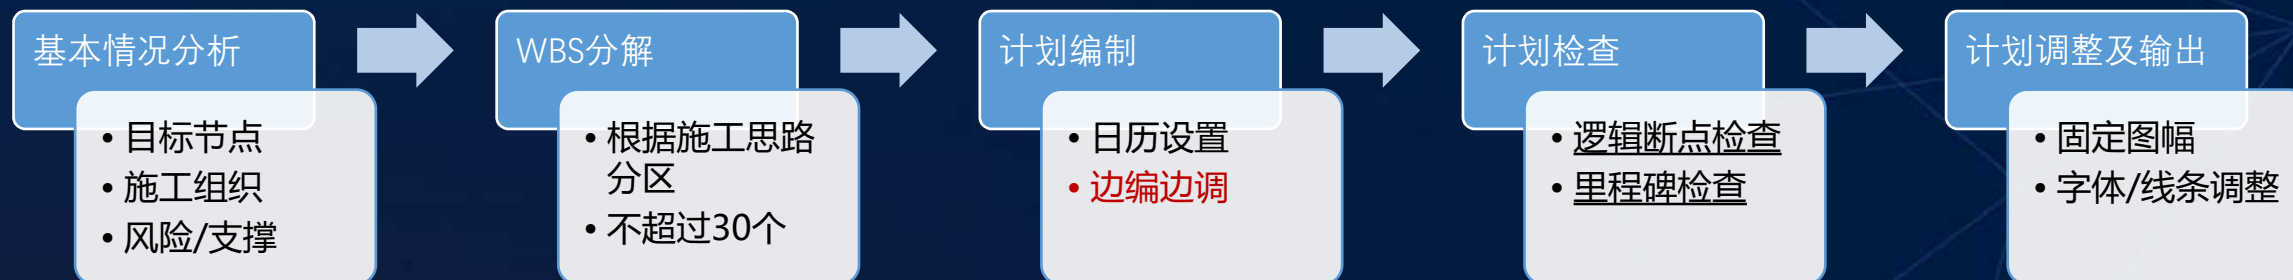 基本情况分析
• 目标节点
• 施工组织
• 风险/支撑
WBS分解
• 根据施工思路
分区
• 不超过30个
计划编制
• 日历设置
• 边编边调
计划检查
• 逻辑断点检查
• 里程碑检查
计划调整及输出
• 固定图幅
• 字体/线条调整